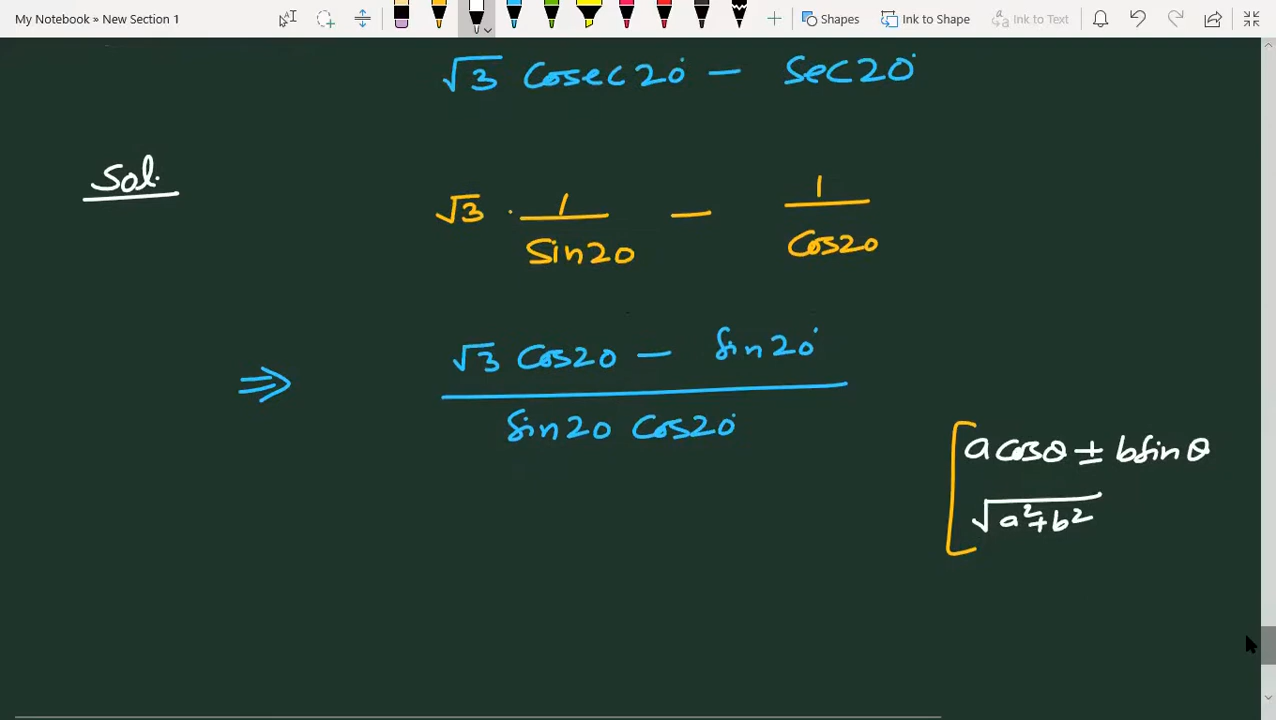 My Notebook » New Section 1
Shapes
Ink to Shape
Ink to Text
√3 Cosec20° − Sec20°
Sol.
√3 · 1/Sin20 − 1/Cos20
⇒ (√3 Cos20 − Sin20°)/(Sin20 Cos20°)
a cosθ ± b sin θ
√(a²+b²)